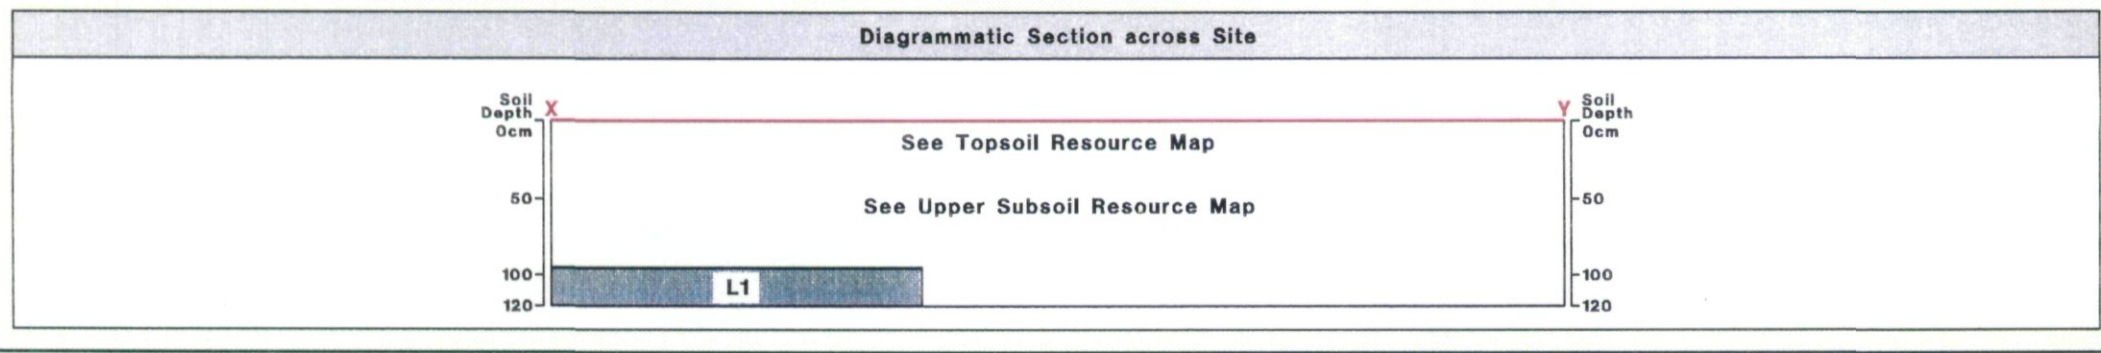 Diagrammatic Section across Site
Soil
Depth
X
0cm
Y
Soil
Depth
0cm
See Topsoil Resource Map
50
See Upper Subsoil Resource Map
50
100
L1
100
120
120